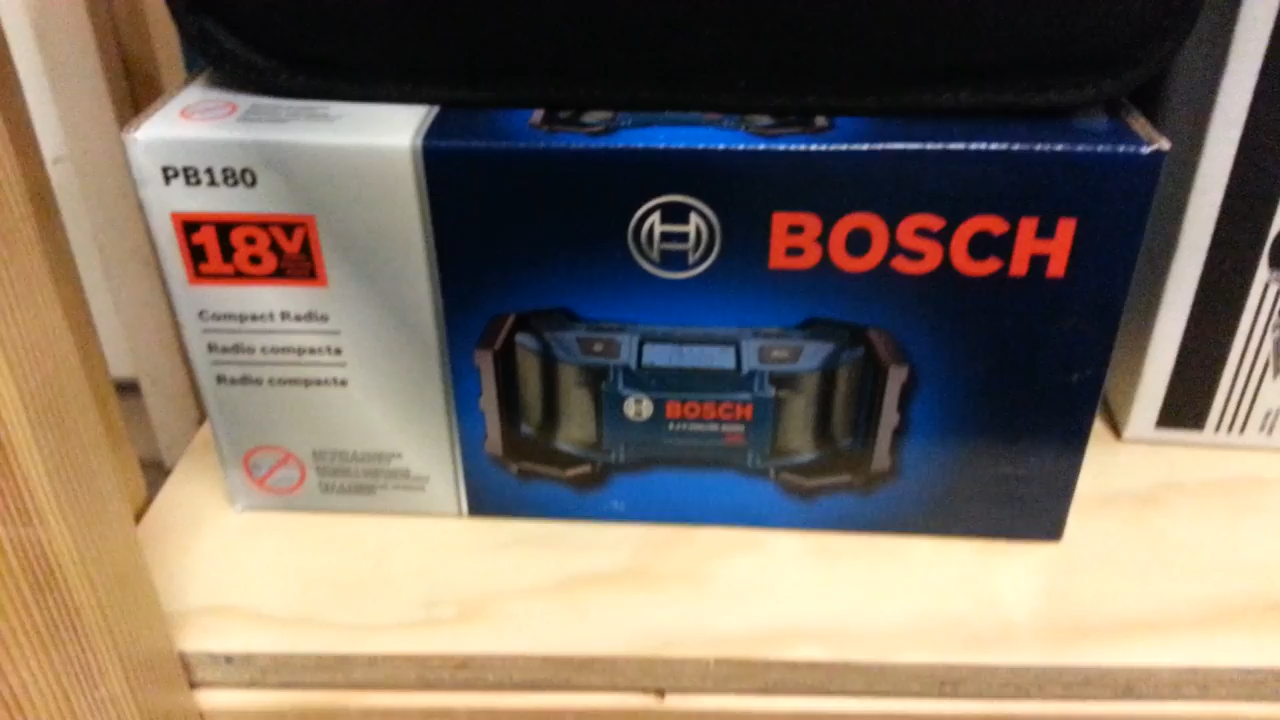 PB180
18V
BOSCH
Compact Radio
Radio compacta
Radio compacte
BOSCH